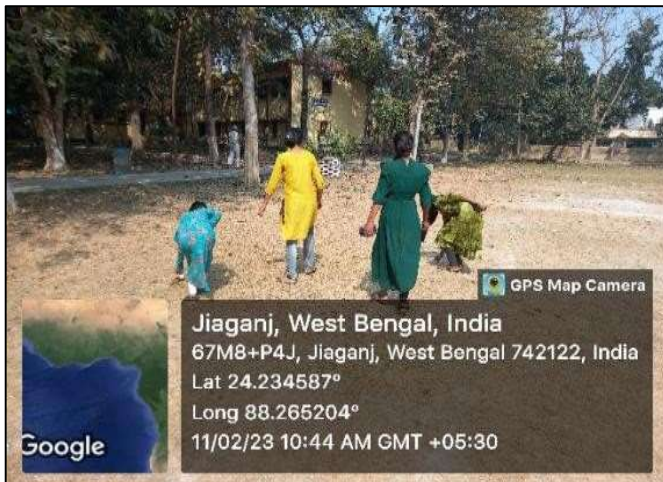 GPS Map Camera
Jiaganj, West Bengal, India
67M8+P4J, Jiaganj, West Bengal 742122, India
Lat 24.234587°
Long 88.265204°
11/02/23 10:44 AM GMT +05:30
Google